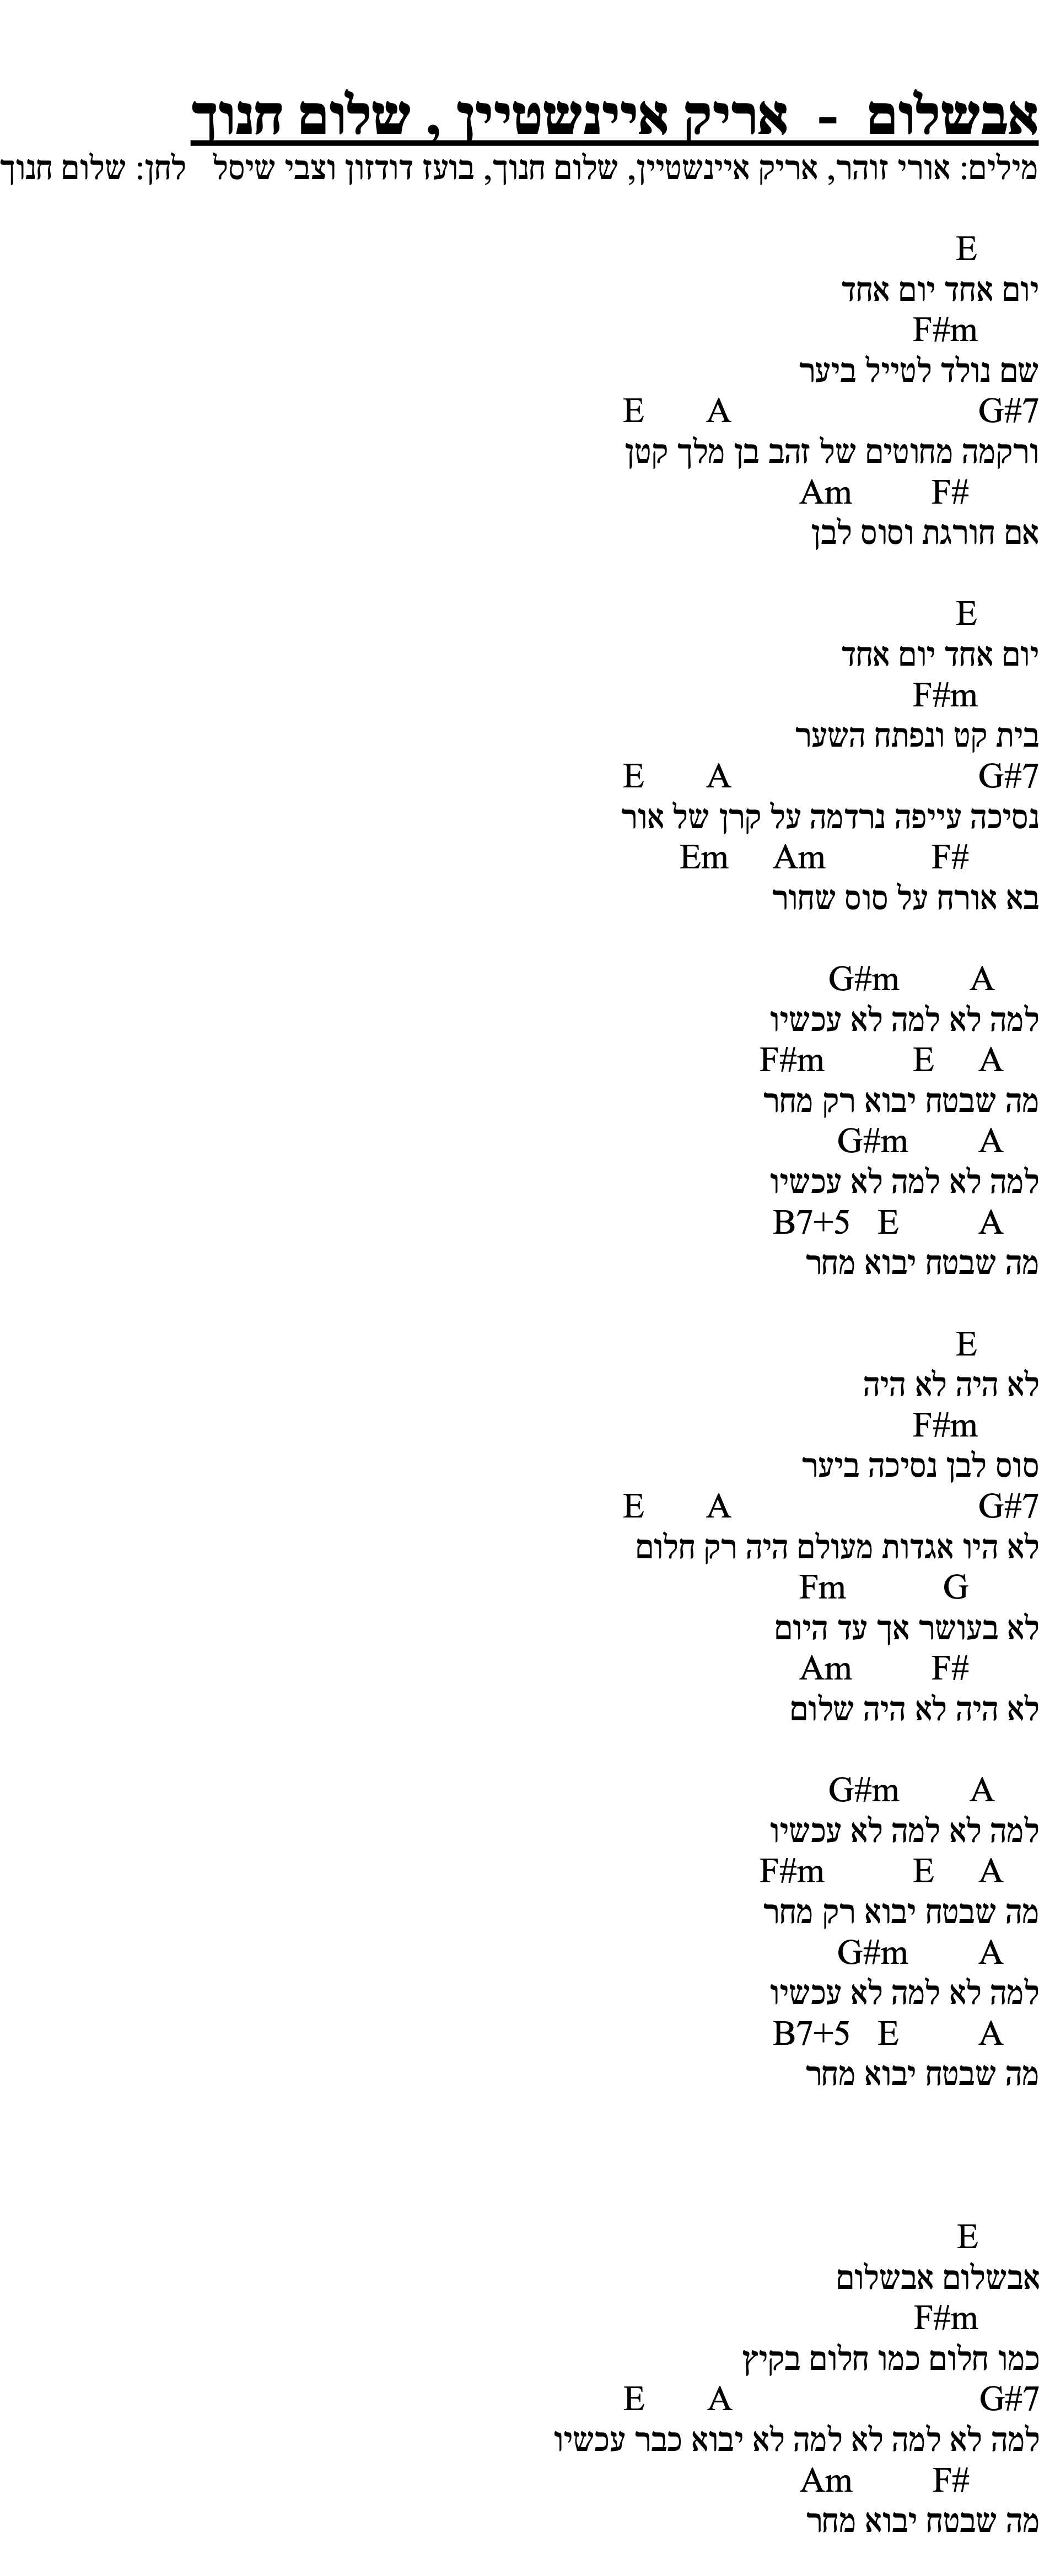 אבשלום - אריק איינשטיין , שלום חנוך
מילים: אורי זוהר, אריק איינשטיין, שלום חנוך, בועז דודזון וצבי שיסל   לחן: שלום חנוך
E
יום אחד יום אחד
F#m
שם נולד לטייל ביער
E A G#7
ורקמה מחוטים של זהב בן מלך קטן
Am F#
אם חורגת וסוס לבן
E
יום אחד יום אחד
F#m
בית קט ונפתח השער
E A G#7
נסיכה עייפה נרדמה על קרן של אור
Em Am F#
בא אורח על סוס שחור
G#m A
למה לא למה לא עכשיו
F#m E A
מה שבטח יבוא רק מחר
G#m A
למה לא למה לא עכשיו
B7+5 E A
מה שבטח יבוא מחר
E
לא היה לא היה
F#m
סוס לבן נסיכה ביער
E A G#7
לא היו אגדות מעולם היה רק חלום
Fm G
לא בעושר אך עד היום
Am F#
לא היה לא היה שלום
G#m A
למה לא למה לא עכשיו
F#m E A
מה שבטח יבוא רק מחר
G#m A
למה לא למה לא עכשיו
B7+5 E A
מה שבטח יבוא מחר
E
אבשלום אבשלום
F#m
כמו חלום כמו חלום בקיץ
E A G#7
למה לא למה לא למה לא יבוא כבר עכשיו
Am F#
מה שבטח יבוא מחר